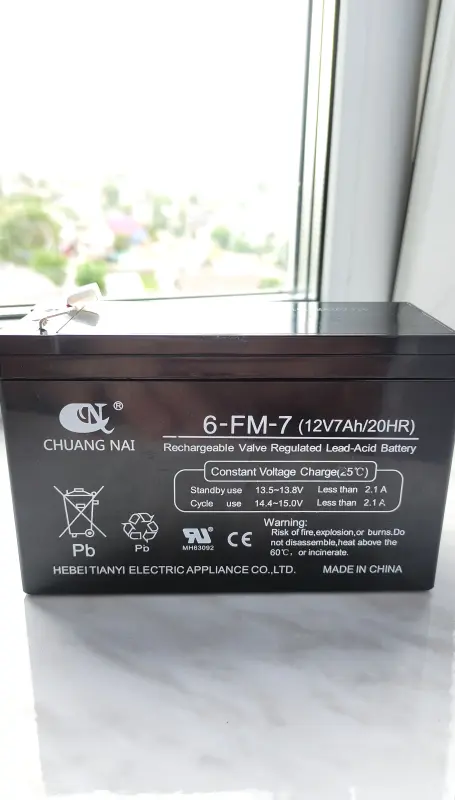 CN ®
CHUANG NAI
6-FM-7 (12V7Ah/20HR)
Rechargeable Valve Regulated Lead-Acid Battery
Constant Voltage Charge(25℃)
Standby use 13.5~13.8V Less than 2.1 A
Cycle use 14.4~15.0V Less than 2.1 A
Pb
Pb
MH63092
CE
Warning:
Risk of fire,explosion,or burns.Do
not disassemble,heat above the
60℃, or incinerate.
HEBEI TIANYI ELECTRIC APPLIANCE CO.,LTD. MADE IN CHINA